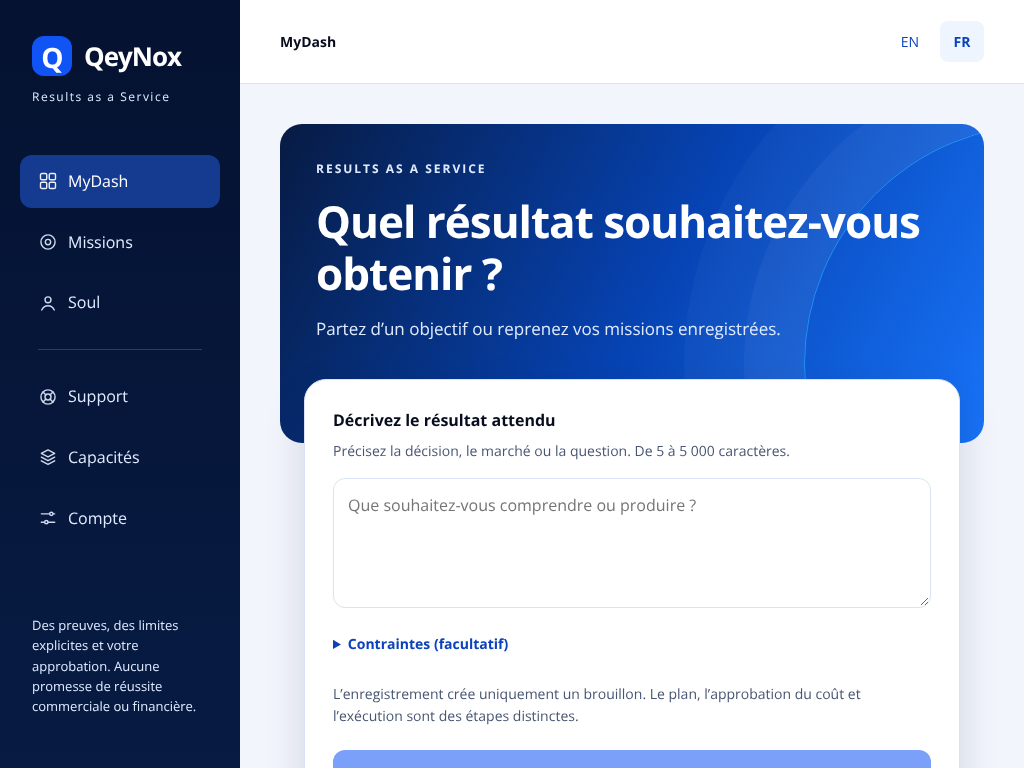 Q QeyNox
Results as a Service
MyDash
Missions
Soul
Support
Capacités
Compte
Des preuves, des limites
explicites et votre
approbation. Aucune
promesse de réussite
commerciale ou financière.
MyDash
EN
FR
RESULTS AS A SERVICE
Quel résultat souhaitez-vous
obtenir ?
Partez d’un objectif ou reprenez vos missions enregistrées.
Décrivez le résultat attendu
Précisez la décision, le marché ou la question. De 5 à 5 000 caractères.
Que souhaitez-vous comprendre ou produire ?
Contraintes (facultatif)
L’enregistrement crée uniquement un brouillon. Le plan, l’approbation du coût et
l’exécution sont des étapes distinctes.